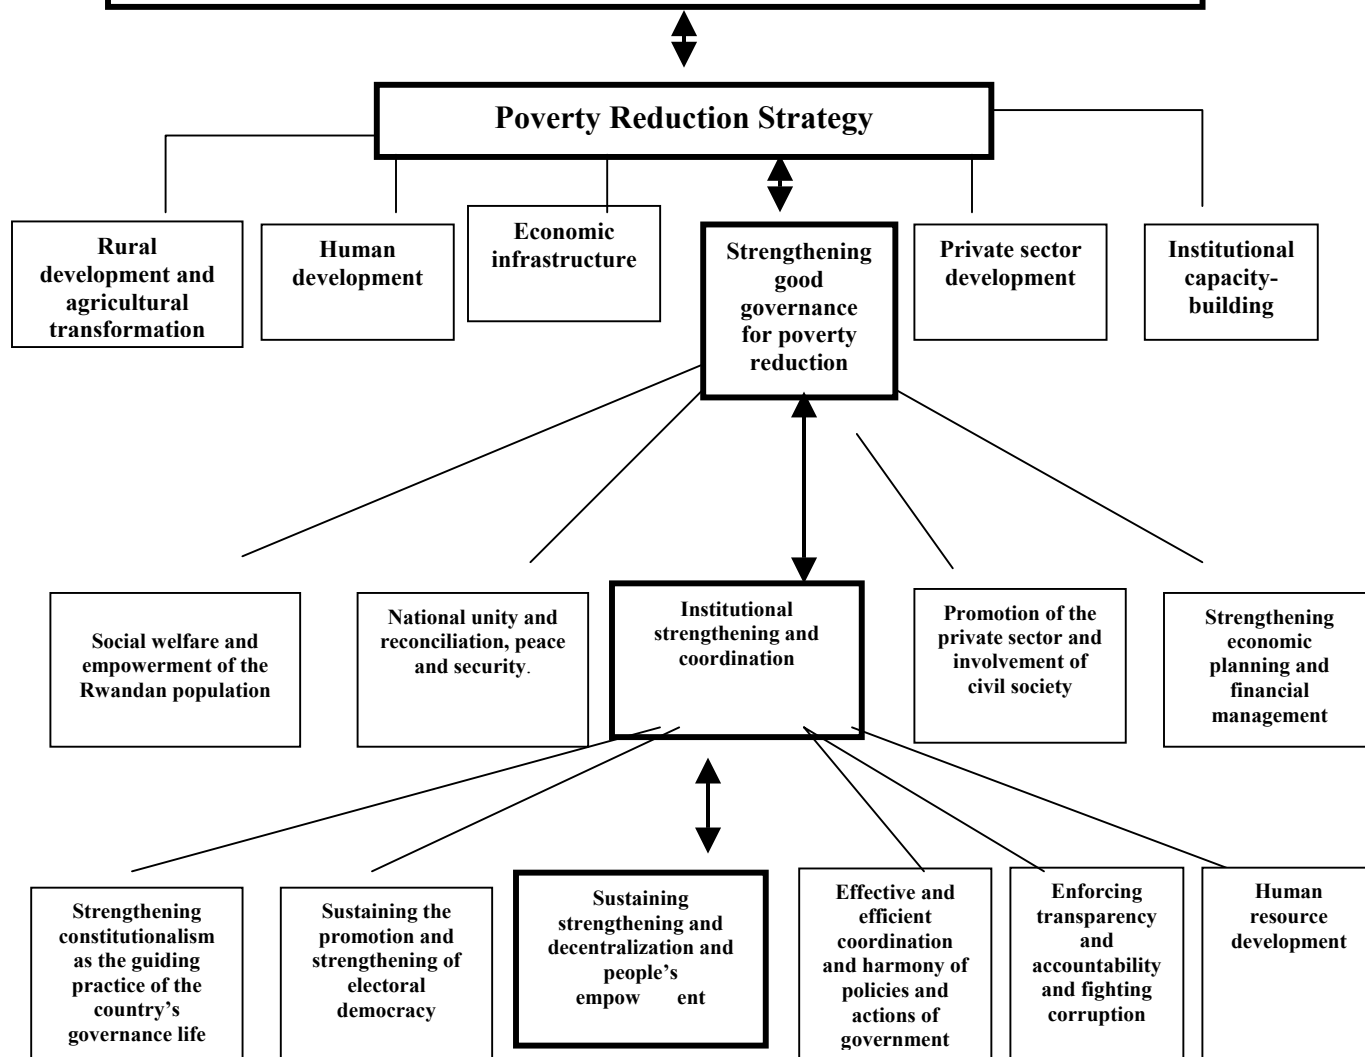 Poverty Reduction Strategy
Rural
development and
agricultural
transformation
Human
development
Economic
infrastructure
Strengthening
good
governance
for poverty
reduction
Private sector
development
Institutional
capacity-
building
Social welfare and
empowerment of the
Rwandan population
National unity and
reconciliation, peace
and security.
Institutional
strengthening and
coordination
Promotion of the
private sector and
involvement of
civil society
Strengthening
economic
planning and
financial
management
Strengthening
constitutionalism
as the guiding
practice of the
country’s
governance life
Sustaining the
promotion and
strengthening of
electoral
democracy
Sustaining
strengthening and
decentralization and
people’s
empow ent
Effective and
efficient
coordination
and harmony of
policies and
actions of
government
Enforcing
transparency
and
accountability
and fighting
corruption
Human
resource
development